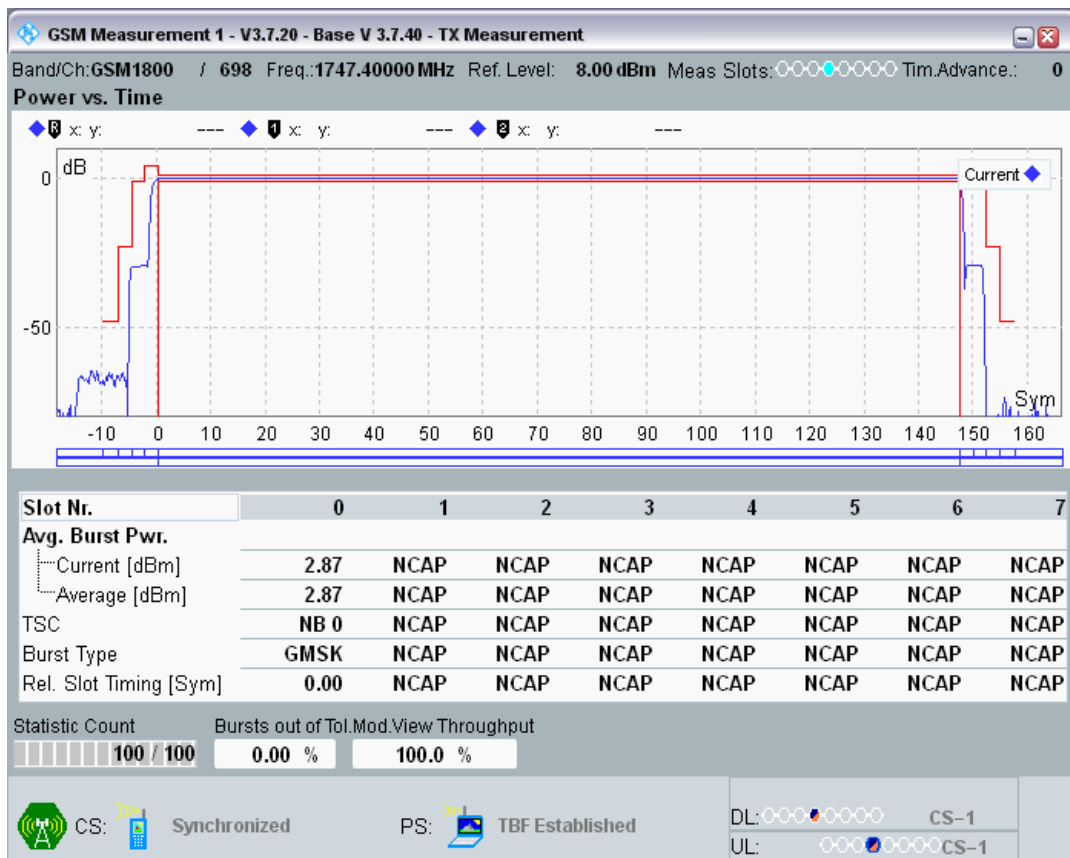 GSM Measurement 1 - V3.7.20 - Base V 3.7.40 - TX Measurement
Band/Ch:GSM1800 / 698 Freq.:1747.40000 MHz Ref. Level: 8.00 dBm Meas Slots: Tim.Advance.: 0
Power vs. Time
R x: y: --- 1 x: y: --- 2 x: y: ---
dB
Current
0
-50
Sym
-10 0 10 20 30 40 50 60 70 80 90 100 110 120 130 140 150 160
Slot Nr. 0 1 2 3 4 5 6 7
Avg. Burst Pwr.
Current [dBm] 2.87 NCAP NCAP NCAP NCAP NCAP NCAP NCAP
Average [dBm] 2.87 NCAP NCAP NCAP NCAP NCAP NCAP NCAP
TSC NB 0 NCAP NCAP NCAP NCAP NCAP NCAP NCAP
Burst Type GMSK NCAP NCAP NCAP NCAP NCAP NCAP NCAP
Rel. Slot Timing [Sym] 0.00 NCAP NCAP NCAP NCAP NCAP NCAP NCAP
Statistic Count Bursts out of Tol. Mod.View Throughput
100 / 100 0.00 % 100.0 %
CS: Synchronized PS: TBF Established
DL: CS-1
UL: CS-1